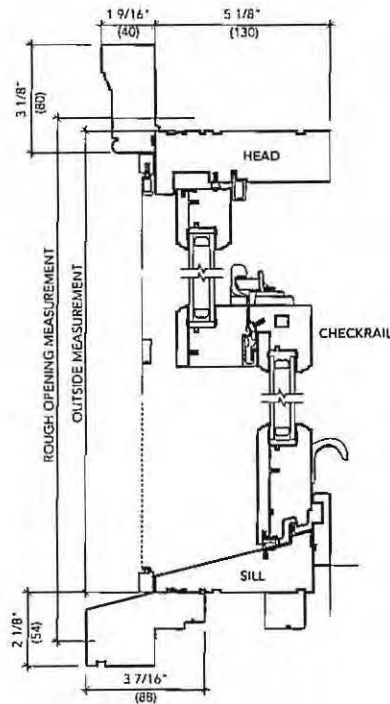 1 9/16"
(40)
5 1/8"
(130)
3 1/8"
(80)
HEAD
ROUGH OPENING MEASUREMENT
OUTSIDE MEASUREMENT
CHECKRAIL
SILL
2 1/8"
(54)
3 7/16"
(88)